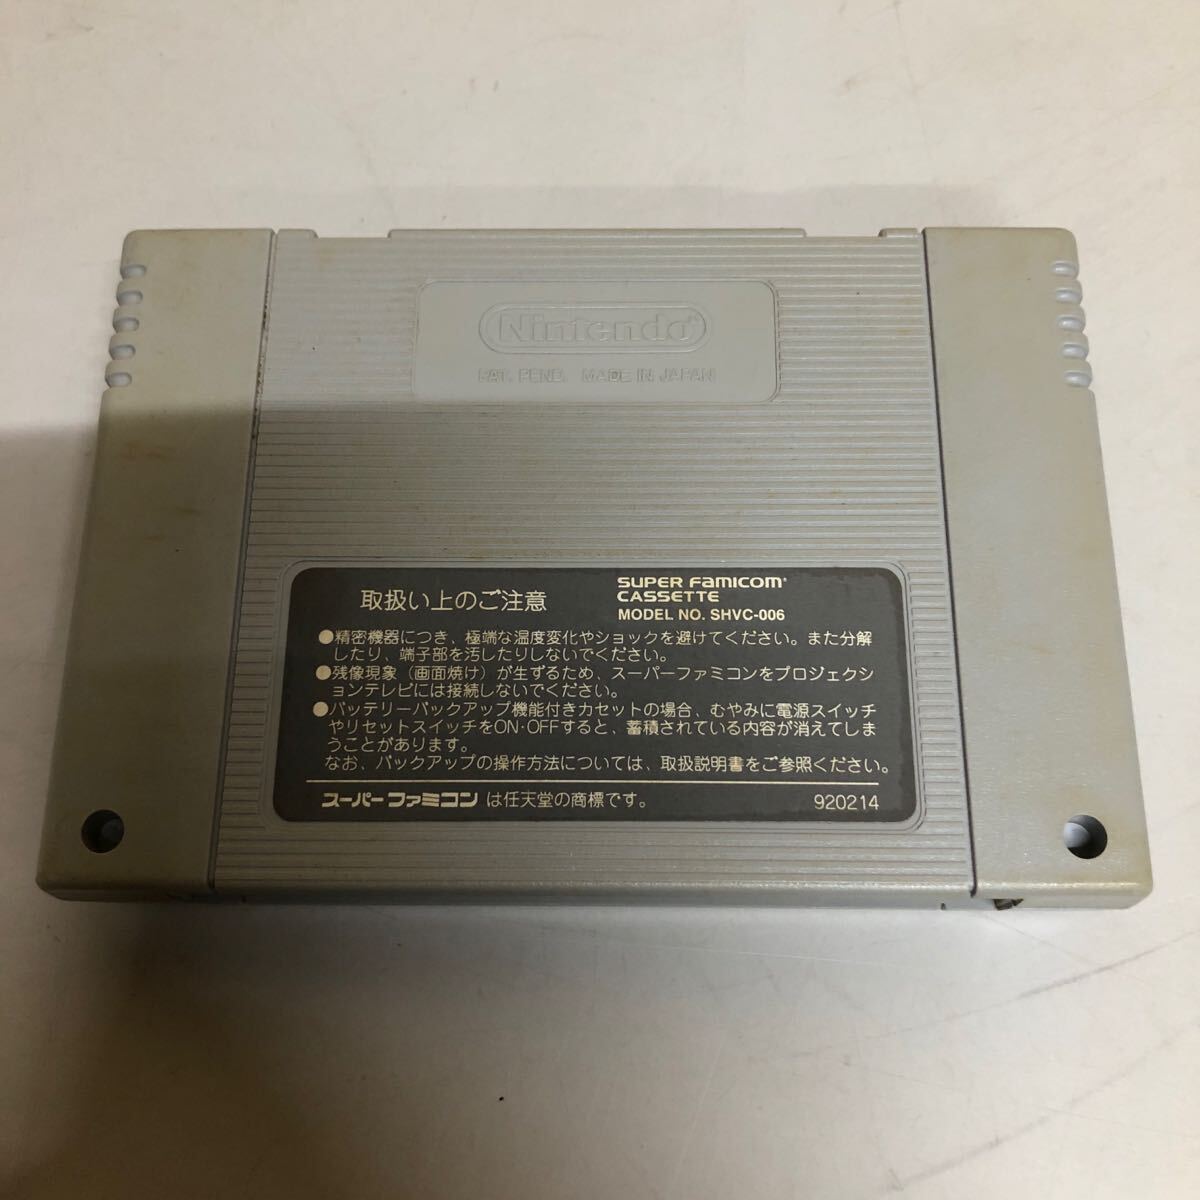 Nintendo®
PAT. PEND. MADE IN JAPAN
取扱い上のご注意
SUPER FAMICOM®
CASSETTE
MODEL NO. SHVC-006
●精密機器につき、極端な温度変化やショックを避けてください。また分解
したり、端子部を汚したりしないでください。
●残像現象（画面焼け）が生ずるため、スーパーファミコンをプロジェクシ
ョンテレビには接続しないでください。
●バッテリーバックアップ機能付きカセットの場合、むやみに電源スイッチ
やリセットスイッチをON・OFFすると、蓄積されている内容が消えてしま
うことがあります。
なお、バックアップの操作方法については、取扱説明書をご参照ください。
スーパーファミコンは任天堂の商標です。
920214